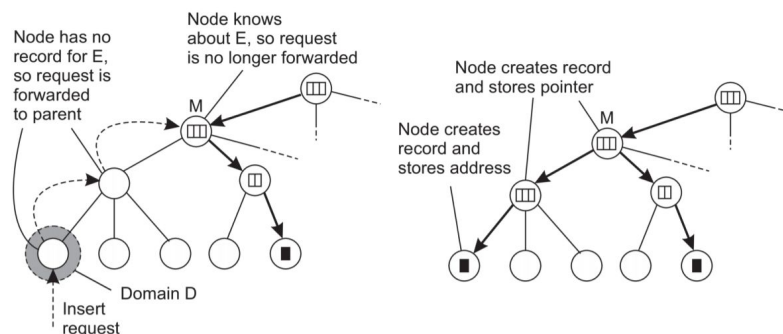 Node has no
record for E,
so request is
forwarded
to parent
Node knows
about E, so request
is no longer forwarded
M
Domain D
Insert
request
Node creates record
and stores pointer
M
Node creates
record and
stores address